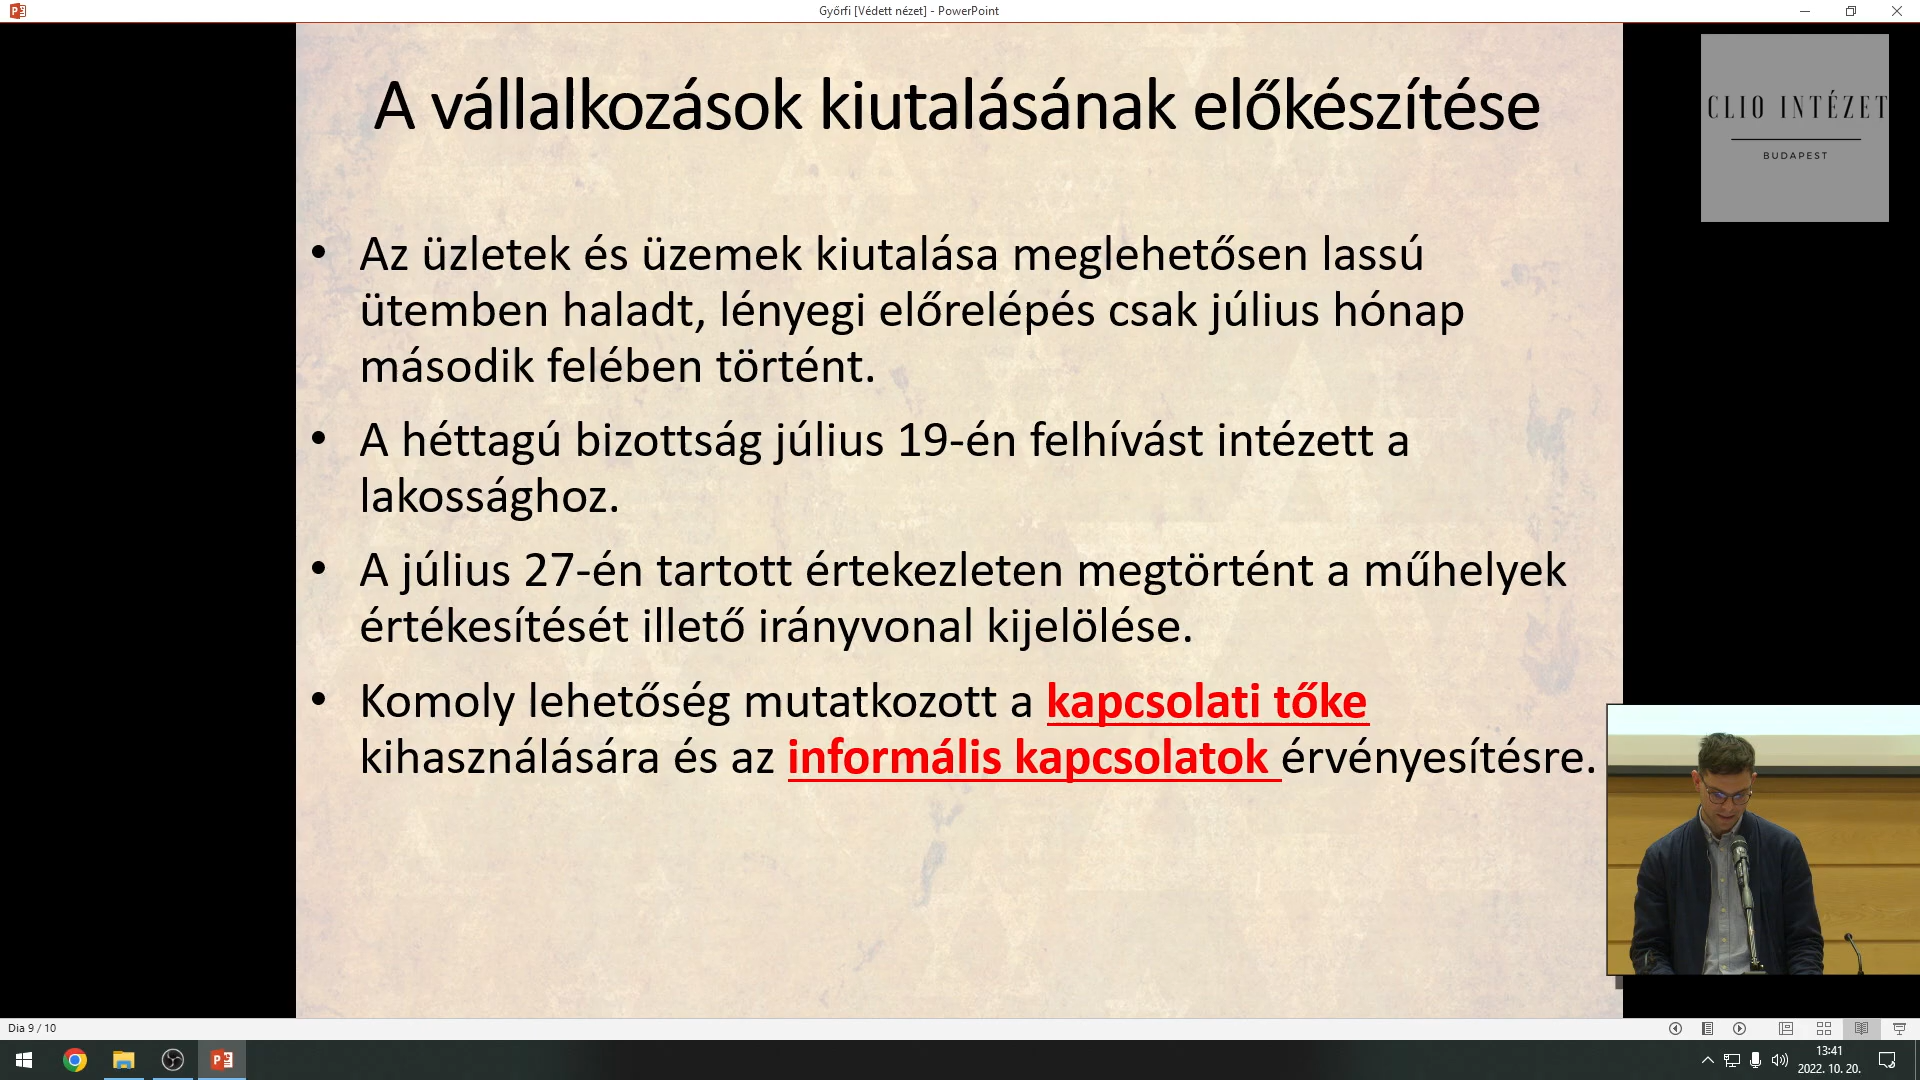 Győrfi [Védett nézet] - PowerPoint
CLIO INTÉZET
BUDAPEST
A vállalkozások kiutalásának előkészítése
• Az üzletek és üzemek kiutalása meglehetősen lassú
ütemben haladt, lényegi előrelépés csak július hónap
második felében történt.
• A héttagú bizottság július 19-én felhívást intézett a
lakossághoz.
• A július 27-én tartott értekezleten megtörtént a műhelyek
értékesítését illető irányvonal kijelölése.
• Komoly lehetőség mutatkozott a kapcsolati tőke
kihasználására és az informális kapcsolatok érvényesítésre.
Dia 9 / 10
13:41
2022. 10. 20.